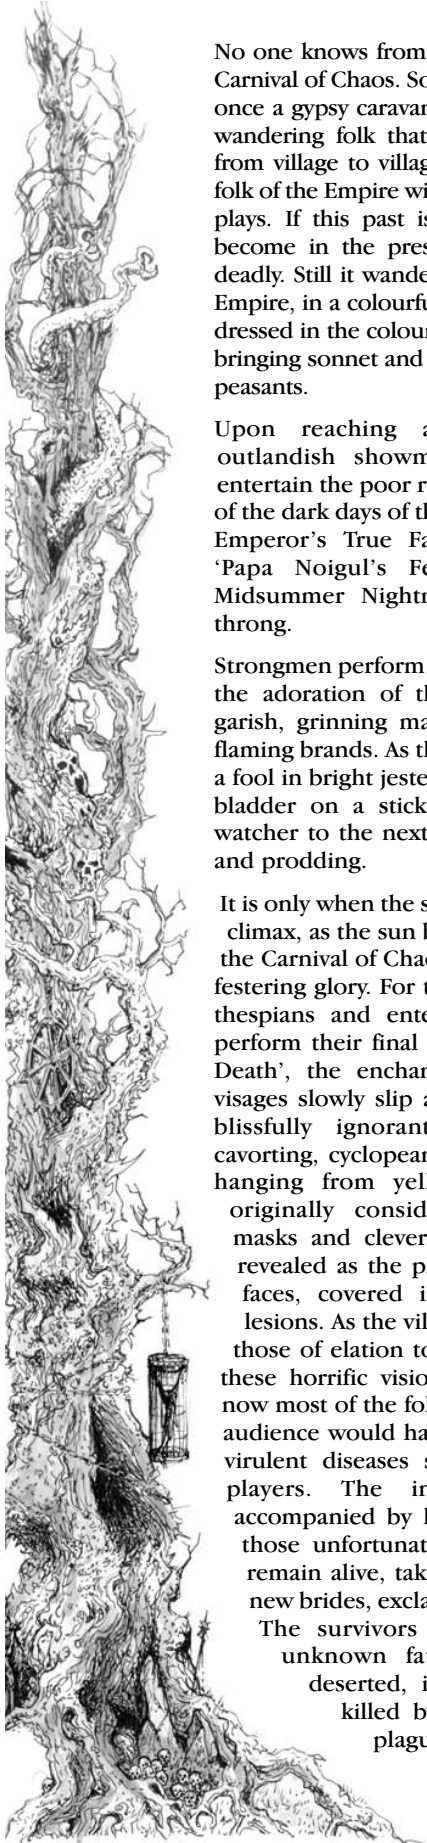 No one knows from
Carnival of Chaos. So
once a gypsy caravan
wandering folk that
from village to villag
folk of the Empire wi
plays. If this past is
become in the pres
deadly. Still it wande
Empire, in a colourfu
dressed in the colour
bringing sonnet and
peasants.
Upon reaching a
outlandish showm
entertain the poor r
of the dark days of th
Emperor's True Fa
'Papa Noigul's Fe
Midsummer Nightm
throng.
Strongmen perform
the adoration of th
garish, grinning ma
flaming brands. As th
a fool in bright jeste
bladder on a stick
watcher to the next
and prodding.
It is only when the s
climax, as the sun b
the Carnival of Chao
festering glory. For t
thespians and ente
perform their final
Death', the enchan
visages slowly slip a
blissfully ignorant
cavorting, cyclopean
hanging from yell
originally consid
masks and clever
revealed as the p
faces, covered i
lesions. As the vil
those of elation to
these horrific visio
now most of the fol
audience would ha
virulent diseases s
players. The in
accompanied by l
those unfortunat
remain alive, tak
new brides, excla
The survivors
unknown fat
deserted, i
killed b
plagu